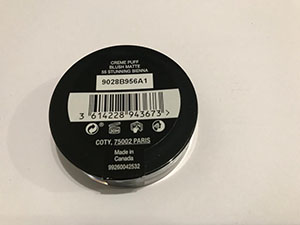 CREME PUFF
BLUSH MATTE
55 STUNNING SIENNA
9028B956A1
3 614228 943673 >
COTY, 75002 PARIS
Made in
Canada
99260042532